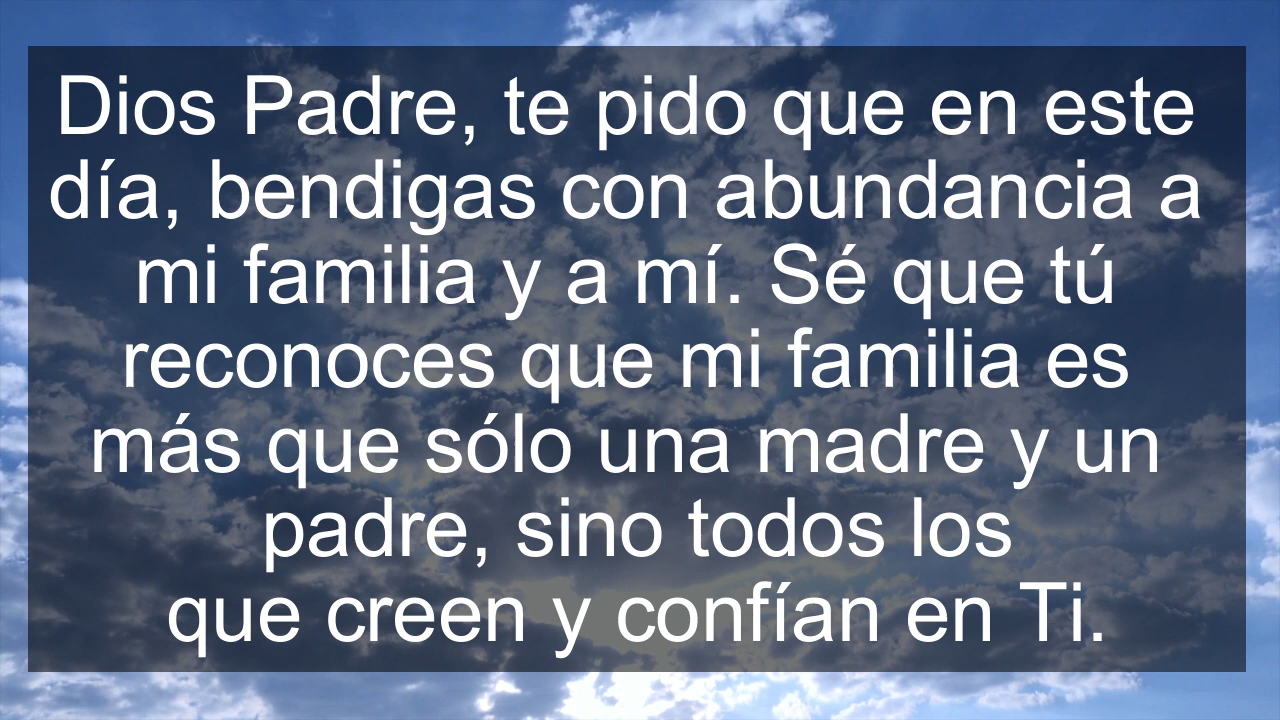 Dios Padre, te pido que en este
día, bendigas con abundancia a
mi familia y a mí. Sé que tú
reconoces que mi familia es
más que sólo una madre y un
padre, sino todos los
que creen y confían en Ti.